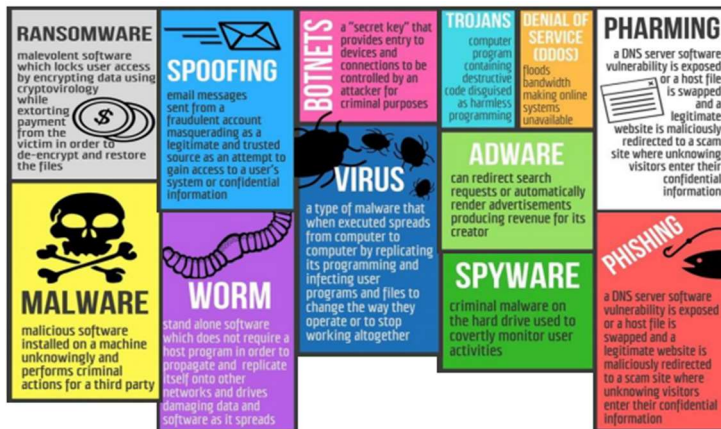 RANSOMWARE
malevolent software
which locks user access
by encrypting data using
cryptovirology
while
extorting
payment
from the
victim in order to
de-encrypt and restore
the files
$
SPOOFING
email messages
sent from a
fraudulent account
masquerading as a
legitimate and trusted
source as an attempt to
gain access to a user's
system or confidential
information
BOTNETS
a "secret key" that
provides entry to
devices and
connections to be
controlled by an
attacker for
criminal purposes
TROJANS
computer
program
containing
destructive
code disguised
as harmless
programming
DENIAL OF
SERVICE
(DDOS)
floods
bandwidth
making online
systems
unavailable
PHARMING
a DNS server software
vulnerability is exposed
or a host file
is swapped
and a
legitimate
website is maliciously
redirected to a scam
site where unknowing
visitors enter their
confidential
information
MALWARE
malicious software
installed on a machine
unknowingly and
performs criminal
actions for a third party
WORM
stand alone software
which does not require a
host program in order to
propagate and replicate
itself onto other
networks and drives
damaging data and
software as it spreads
VIRUS
a type of malware that
when executed spreads
from computer to
computer by replicating
its programming and
infecting user
programs and files to
change the way they
operate or to stop
working altogether
ADWARE
can redirect search
requests or automatically
render advertisements
producing revenue for its
creator
SPYWARE
criminal malware on
the hard drive used to
covertly monitor user
activities
PHISHING
a DNS server software
vulnerability is exposed
or a host file is
swapped and a
legitimate website is
maliciously redirected
to a scam site where
unknowing visitors
enter their confidential
information